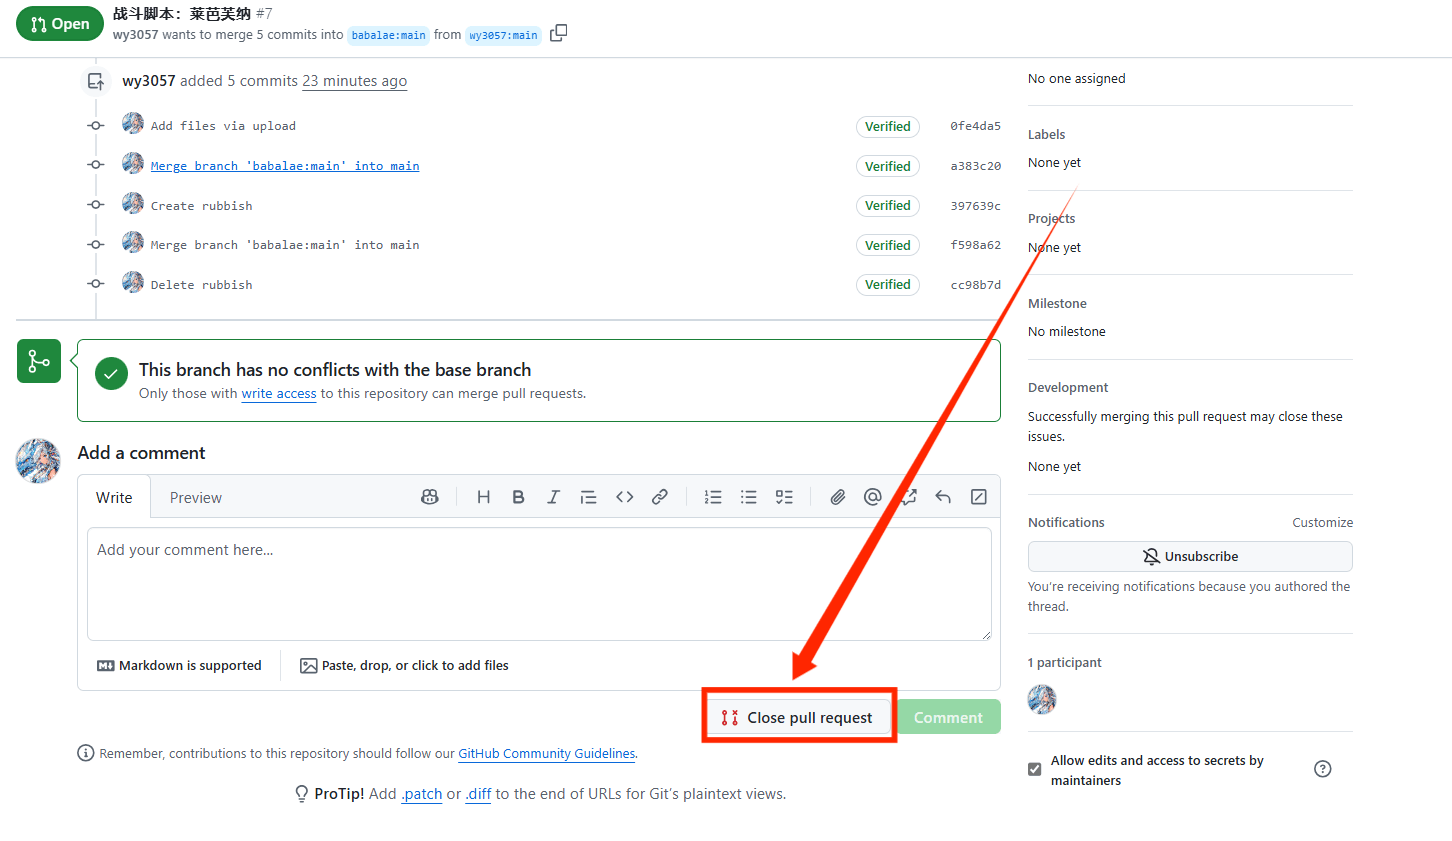 Open
战斗脚本：莱芭芙纳 #7
wy3057 wants to merge 5 commits into babalae:main from wy3057:main
wy3057 added 5 commits 23 minutes ago
Add files via upload Verified 0fe4da5
Merge branch 'babalae:main' into main Verified a383c20
Create rubbish Verified 397639c
Merge branch 'babalae:main' into main Verified f598a62
Delete rubbish Verified cc98b7d
This branch has no conflicts with the base branch
Only those with write access to this repository can merge pull requests.
Add a comment
Write Preview
Add your comment here...
Markdown is supported Paste, drop, or click to add files
Close pull request Comment
Remember, contributions to this repository should follow our GitHub Community Guidelines.
ProTip! Add .patch or .diff to the end of URLs for Git's plaintext views.
No one assigned
Labels
None yet
Projects
None yet
Milestone
No milestone
Development
Successfully merging this pull request may close these
issues.
None yet
Notifications Customize
Unsubscribe
You're receiving notifications because you authored the
thread.
1 participant
Allow edits and access to secrets by
maintainers